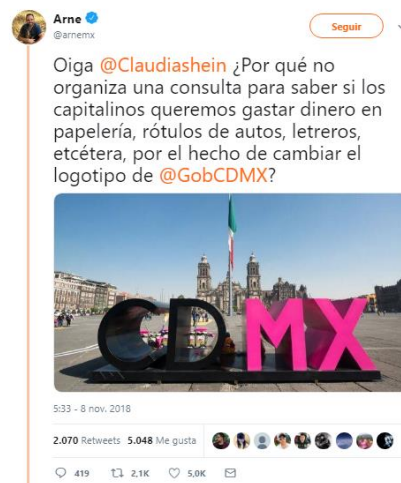 Arne
@arnemx
Seguir
Oiga @Claudiashein ¿Por qué no
organiza una consulta para saber si los
capitalinos queremos gastar dinero en
papelería, rótulos de autos, letreros,
etcétera, por el hecho de cambiar el
logotipo de @GobCDMX?
CDMX
5:33 - 8 nov. 2018
2.070 Retweets 5.048 Me gusta
419 2,1K 5,0K